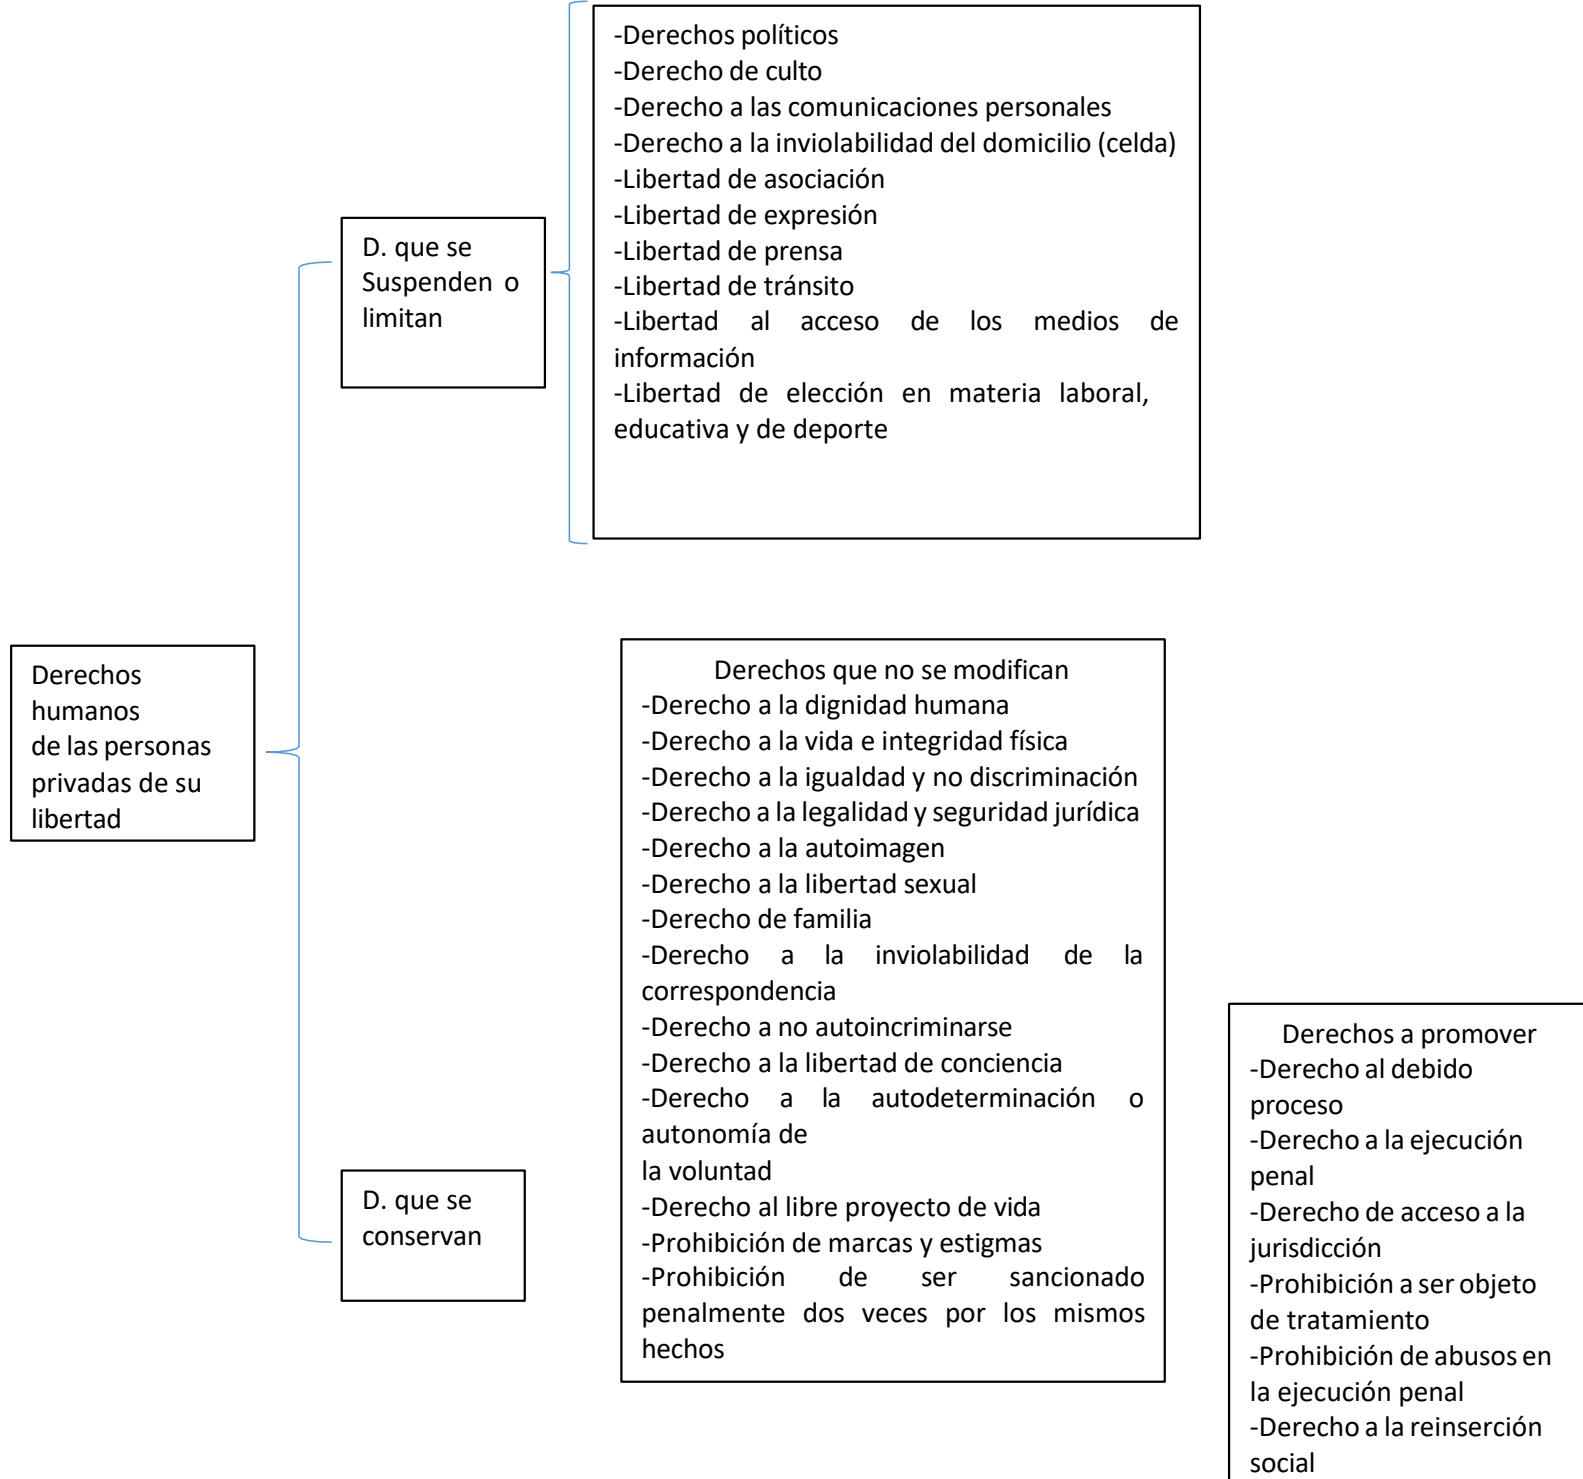 Derechos
humanos
de las personas
privadas de su
libertad
D. que se
Suspenden o
limitan
-Derechos políticos
-Derecho de culto
-Derecho a las comunicaciones personales
-Derecho a la inviolabilidad del domicilio (celda)
-Libertad de asociación
-Libertad de expresión
-Libertad de prensa
-Libertad de tránsito
-Libertad al acceso de los medios de
información
-Libertad de elección en materia laboral,
educativa y de deporte
D. que se
conservan
Derechos que no se modifican
-Derecho a la dignidad humana
-Derecho a la vida e integridad física
-Derecho a la igualdad y no discriminación
-Derecho a la legalidad y seguridad jurídica
-Derecho a la autoimagen
-Derecho a la libertad sexual
-Derecho de familia
-Derecho a la inviolabilidad de la
correspondencia
-Derecho a no autoincriminarse
-Derecho a la libertad de conciencia
-Derecho a la autodeterminación o
autonomía de
la voluntad
-Derecho al libre proyecto de vida
-Prohibición de marcas y estigmas
-Prohibición de ser sancionado
penalmente dos veces por los mismos
hechos
Derechos a promover
-Derecho al debido
proceso
-Derecho a la ejecución
penal
-Derecho de acceso a la
jurisdicción
-Prohibición a ser objeto
de tratamiento
-Prohibición de abusos en
la ejecución penal
-Derecho a la reinserción
social